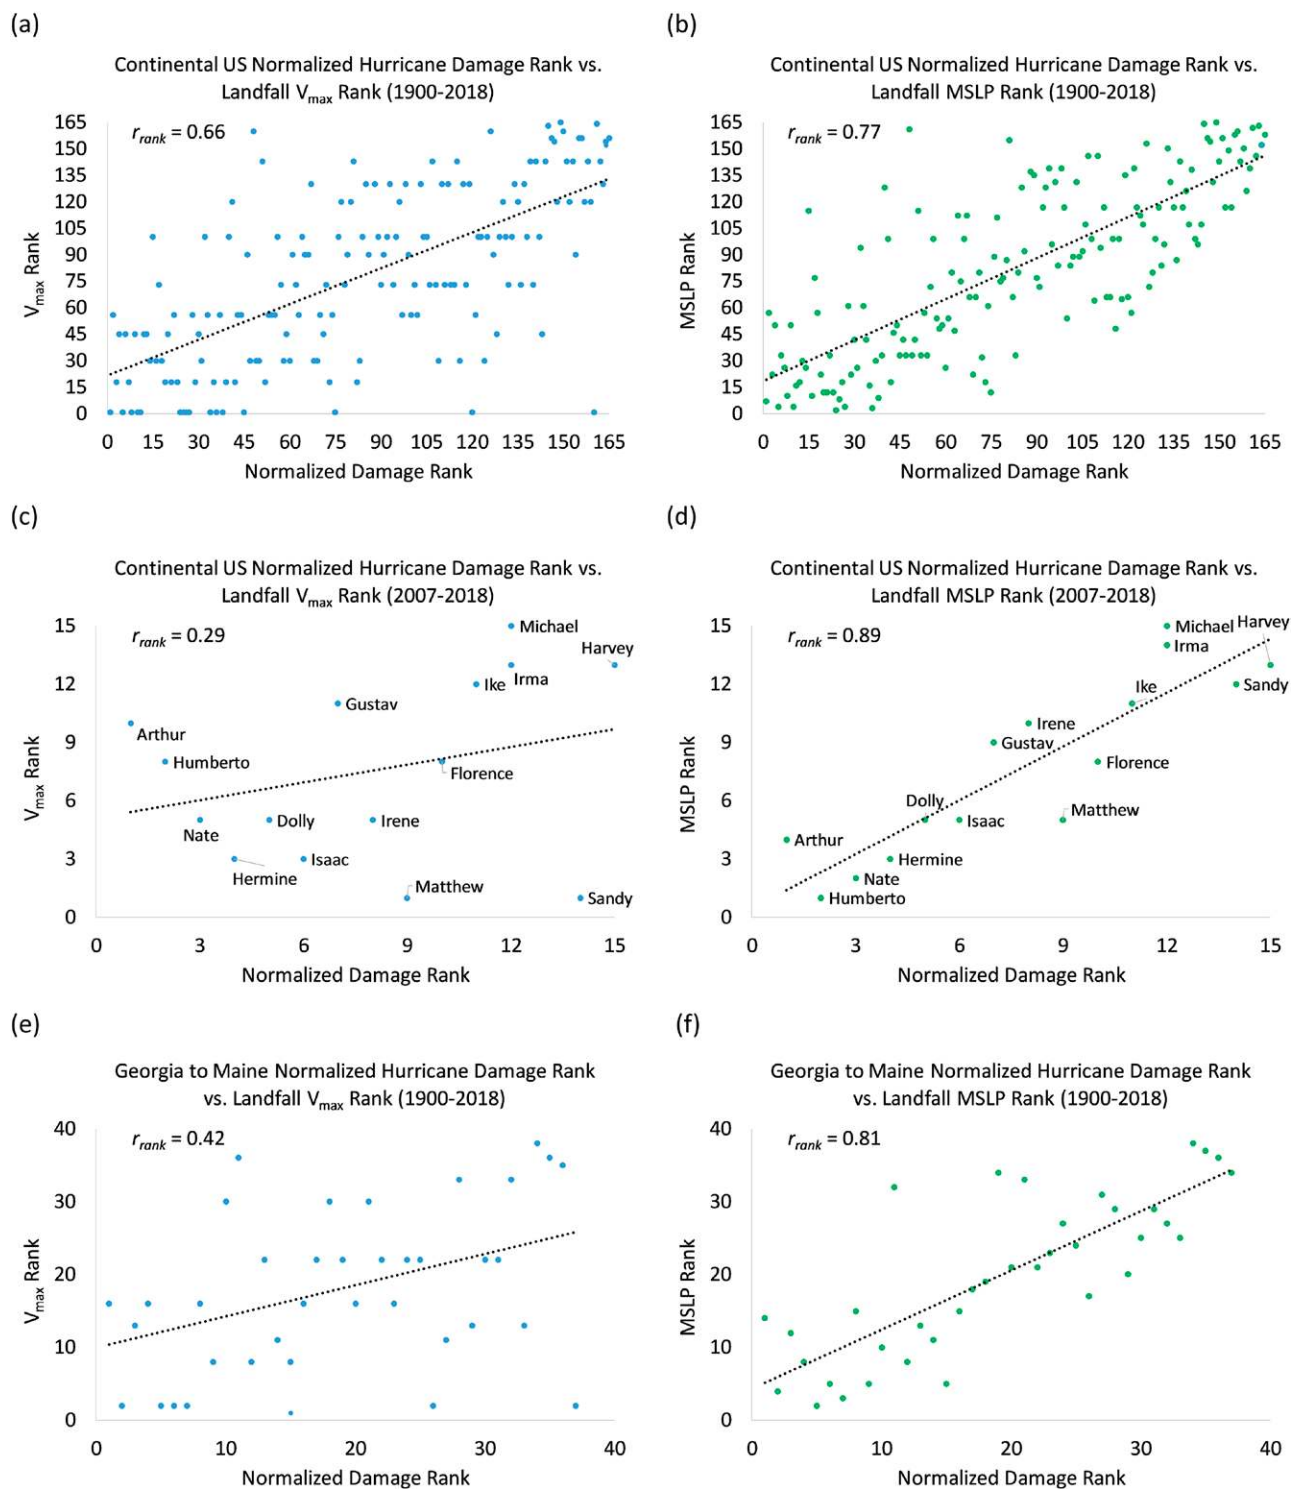 (a)
Continental US Normalized Hurricane Damage Rank vs.
Landfall Vmax Rank (1900-2018)
r_rank = 0.66
165
150
135
120
105
90
75
60
45
30
15
0
Vmax Rank
0 15 30 45 60 75 90 105 120 135 150 165
Normalized Damage Rank
(b)
Continental US Normalized Hurricane Damage Rank vs.
Landfall MSLP Rank (1900-2018)
r_rank = 0.77
165
150
135
120
105
90
75
60
45
30
15
0
MSLP Rank
0 15 30 45 60 75 90 105 120 135 150 165
Normalized Damage Rank
(c)
Continental US Normalized Hurricane Damage Rank vs.
Landfall Vmax Rank (2007-2018)
r_rank = 0.29
15
12
9
6
3
0
Vmax Rank
Michael
Harvey
Irma
Ike
Gustav
Arthur
Humberto
Florence
Nate
Dolly
Irene
Isaac
Hermine
Matthew
Sandy
0 3 6 9 12 15
Normalized Damage Rank
(d)
Continental US Normalized Hurricane Damage Rank vs.
Landfall MSLP Rank (2007-2018)
r_rank = 0.89
15
12
9
6
3
0
MSLP Rank
Michael
Harvey
Irma
Sandy
Ike
Irene
Gustav
Florence
Dolly
Isaac
Matthew
Arthur
Hermine
Nate
Humberto
0 3 6 9 12 15
Normalized Damage Rank
(e)
Georgia to Maine Normalized Hurricane Damage Rank
vs. Landfall Vmax Rank (1900-2018)
r_rank = 0.42
40
30
20
10
0
Vmax Rank
0 10 20 30 40
Normalized Damage Rank
(f)
Georgia to Maine Normalized Hurricane Damage Rank
vs. Landfall MSLP Rank (1900-2018)
r_rank = 0.81
40
30
20
10
0
MSLP Rank
0 10 20 30 40
Normalized Damage Rank